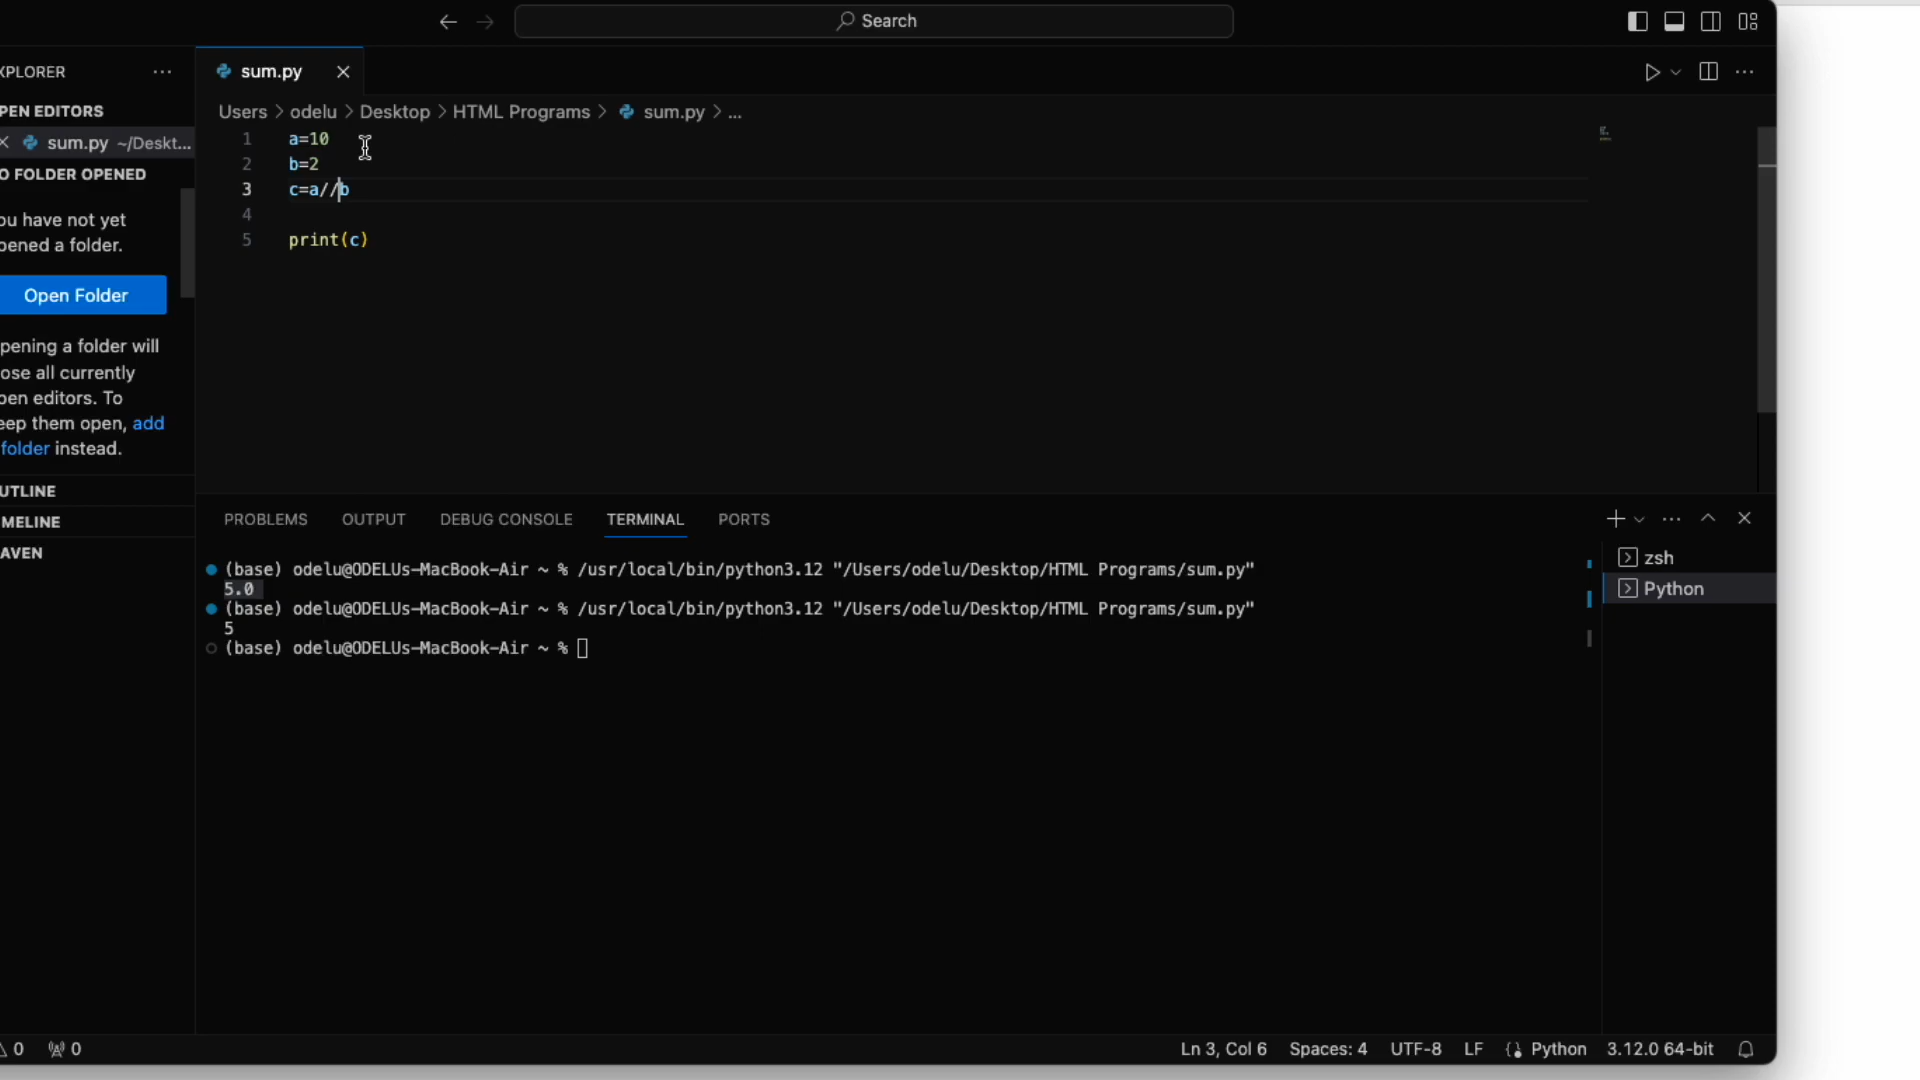 Search
XPLORER
sum.py
Users > odelu > Desktop > HTML Programs > sum.py > ...
PEN EDITORS
sum.py ~/Deskt...
O FOLDER OPENED
ou have not yet
pened a folder.
Open Folder
pening a folder will
ose all currently
pen editors. To
eep them open, add
folder instead.
UTLINE
MELINE
AVEN
1 a=10
2 b=2
3 c=a//b
4
5 print(c)
PROBLEMS OUTPUT DEBUG CONSOLE TERMINAL PORTS
(base) odelu@ODELUs-MacBook-Air ~ % /usr/local/bin/python3.12 "/Users/odelu/Desktop/HTML Programs/sum.py"
5.0
(base) odelu@ODELUs-MacBook-Air ~ % /usr/local/bin/python3.12 "/Users/odelu/Desktop/HTML Programs/sum.py"
5
(base) odelu@ODELUs-MacBook-Air ~ %
zsh
Python
0 0
Ln 3, Col 6 Spaces: 4 UTF-8 LF Python 3.12.0 64-bit